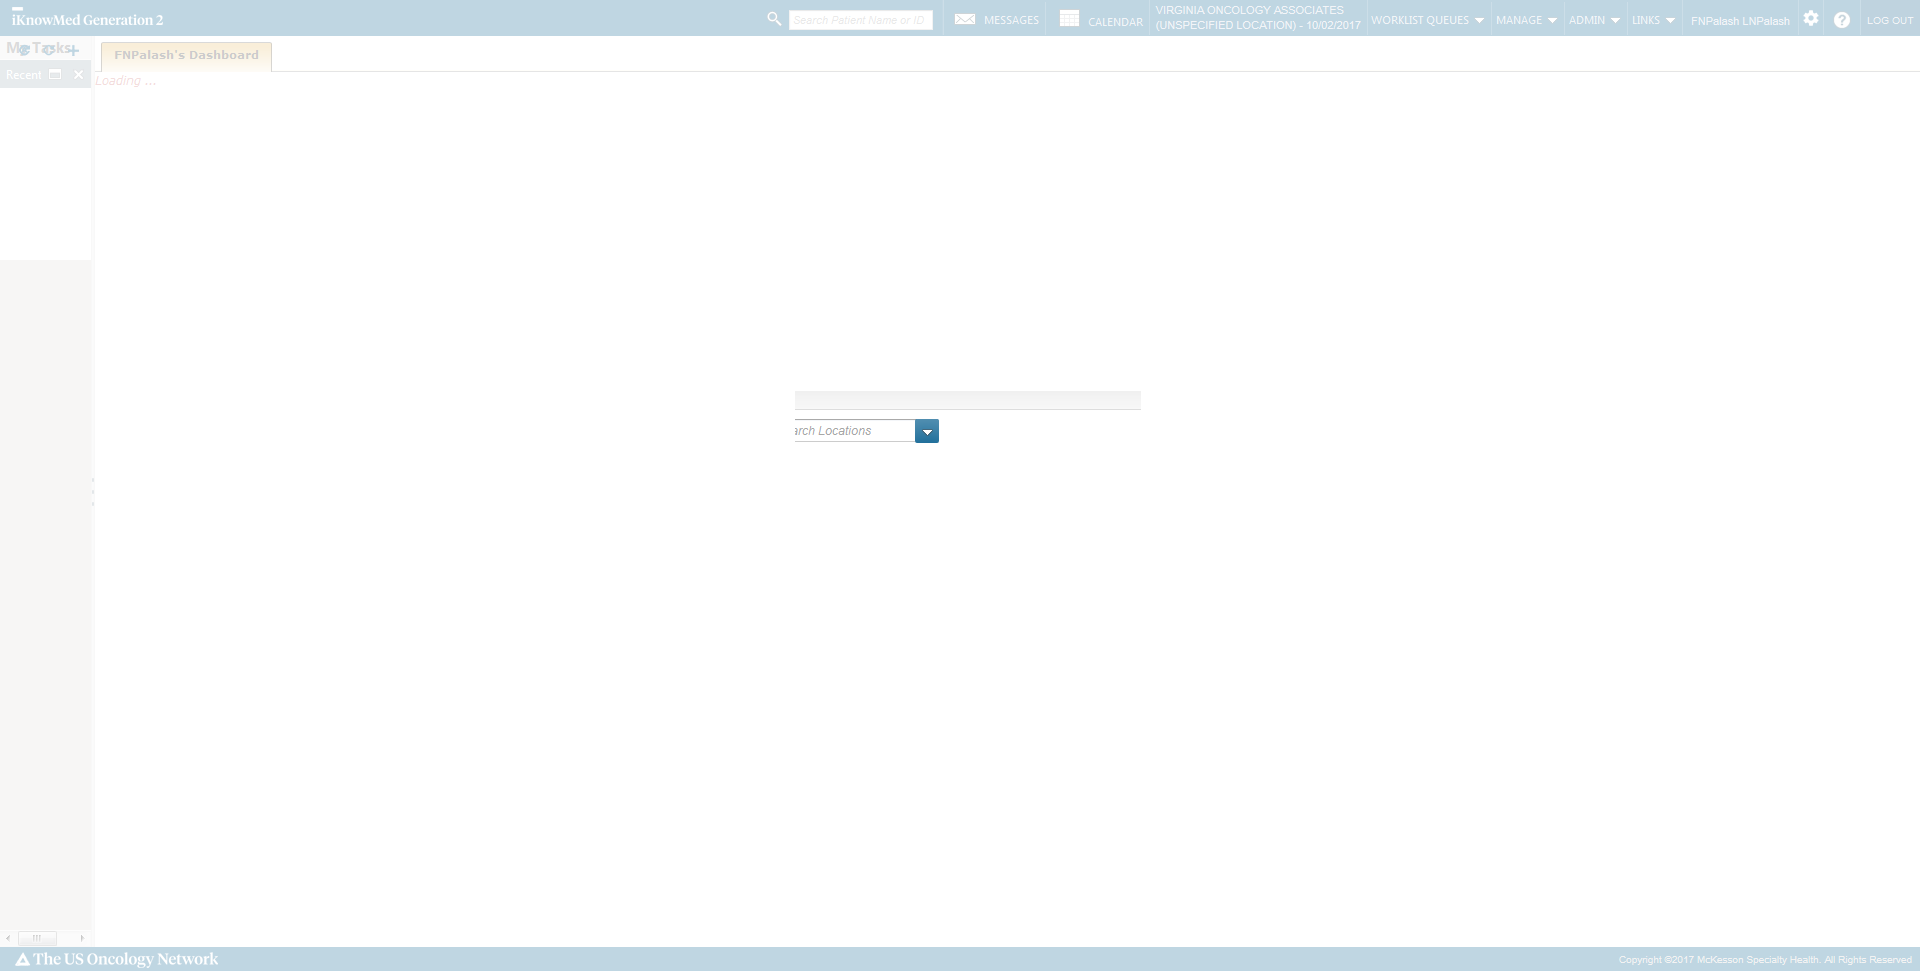 iKnowMed Generation 2
Search Patient Name or ID
MESSAGES
CALENDAR
VIRGINIA ONCOLOGY ASSOCIATES
(UNSPECIFIED LOCATION) - 10/02/2017
WORKLIST QUEUES
MANAGE
ADMIN
LINKS
FNPalash LNPalash
LOG OUT
My Tasks
FNPalash's Dashboard
Recent
Loading ...
arch Locations
The US Oncology Network
Copyright ©2017 McKesson Specialty Health. All Rights Reserved